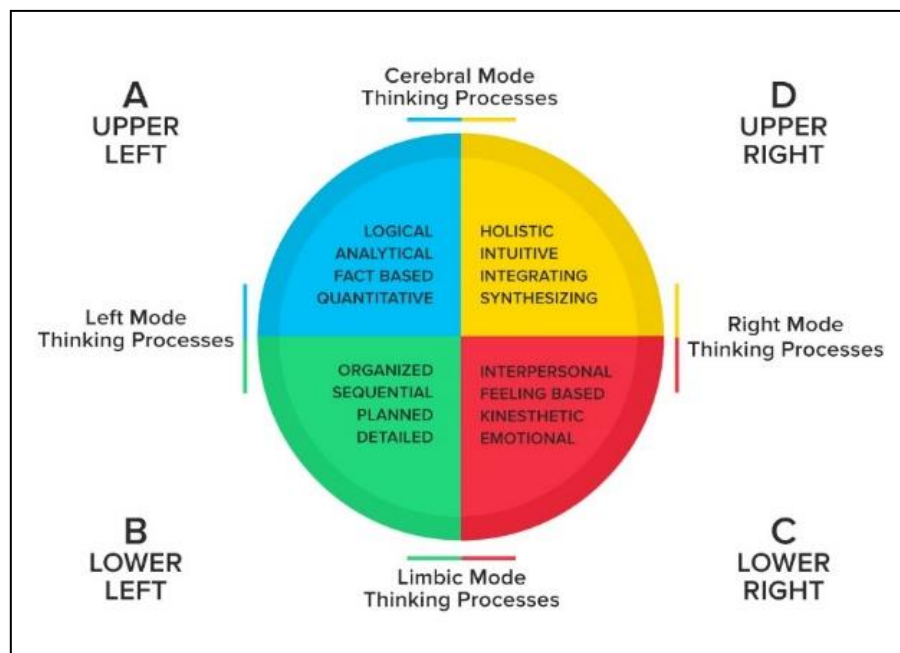 A
UPPER
LEFT
Cerebral Mode
Thinking Processes
D
UPPER
RIGHT
LOGICAL
ANALYTICAL
FACT BASED
QUANTITATIVE
HOLISTIC
INTUITIVE
INTEGRATING
SYNTHESIZING
Left Mode
Thinking Processes
Right Mode
Thinking Processes
ORGANIZED
SEQUENTIAL
PLANNED
DETAILED
INTERPERSONAL
FEELING BASED
KINESTHETIC
EMOTIONAL
B
LOWER
LEFT
Limbic Mode
Thinking Processes
C
LOWER
RIGHT